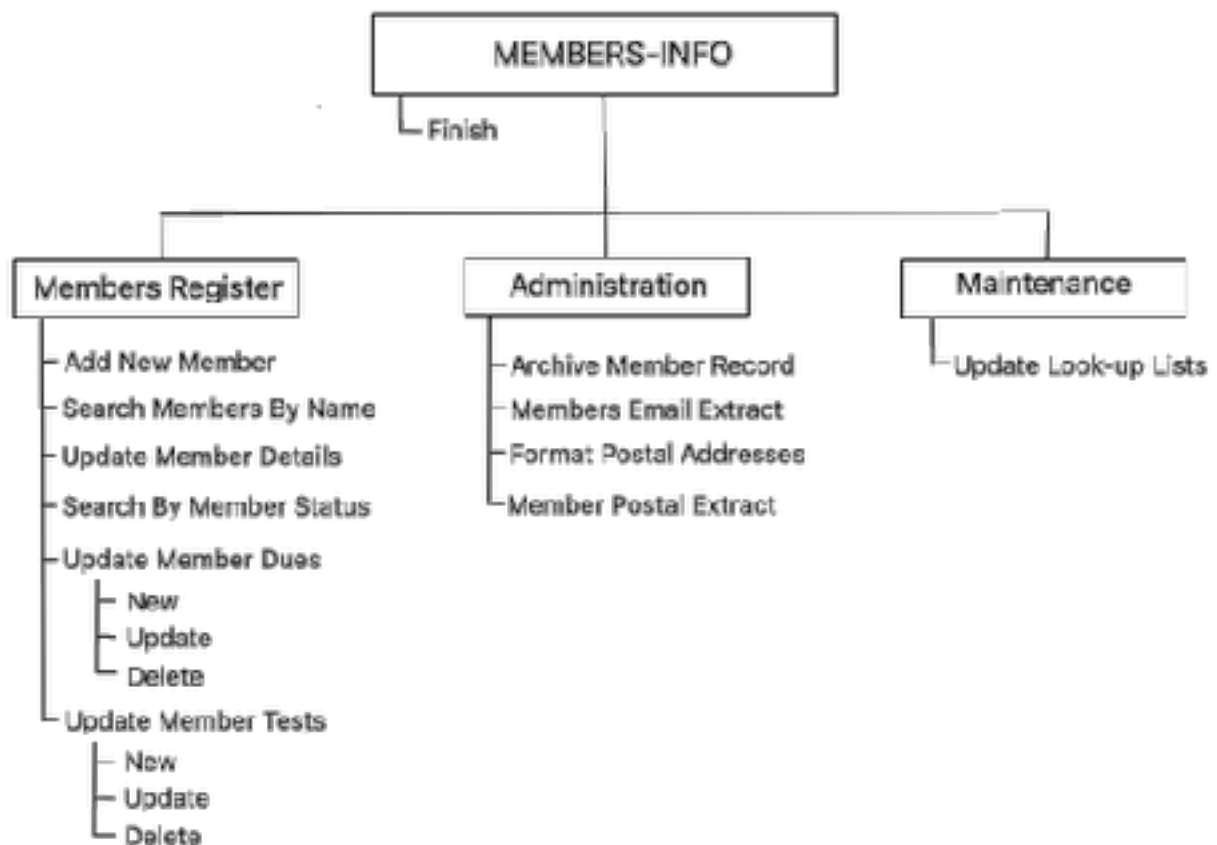 MEMBERS-INFO
Finish
Members Register
Add New Member
Search Members By Name
Update Member Details
Search By Member Status
Update Member Dues
New
Update
Delete
Update Member Tests
New
Update
Delete
Administration
Archive Member Record
Members Email Extract
Format Postal Addresses
Member Postal Extract
Maintenance
Update Look-up Lists